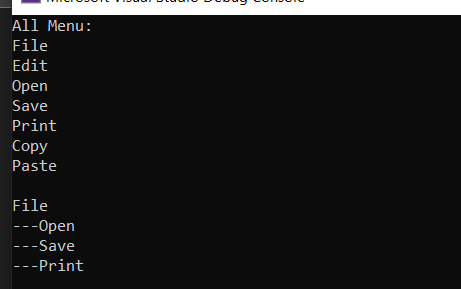 Microsoft Visual Studio Debug Console
All Menu:
File
Edit
Open
Save
Print
Copy
Paste
File
---Open
---Save
---Print